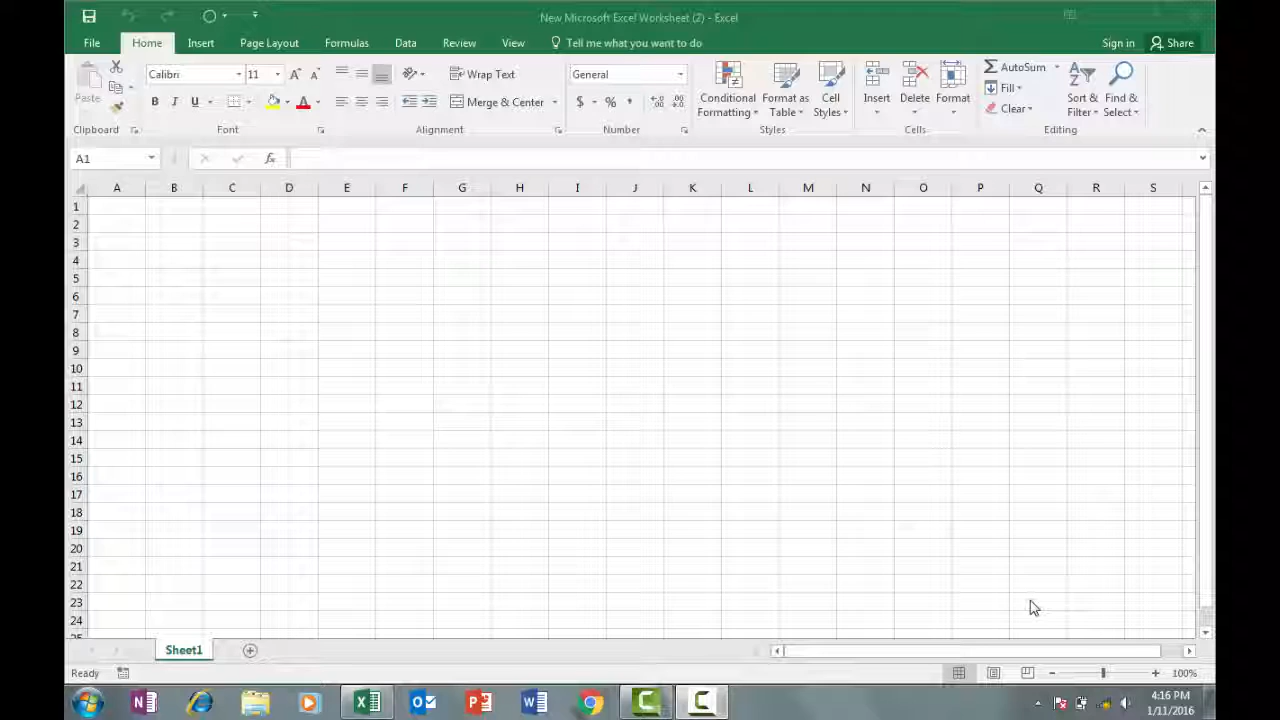 New Microsoft Excel Worksheet (2) - Excel
File Home Insert Page Layout Formulas Data Review View Tell me what you want to do Sign in Share
Paste
Calibri 11
B I U
Wrap Text
Merge & Center
General
$ % ,
Conditional Formatting
Format as Table
Cell Styles
Insert
Delete
Format
AutoSum
Fill
Clear
Sort & Filter
Find & Select
Clipboard Font Alignment Number Styles Cells Editing
A1 fx
A B C D E F G H I J K L M N O P Q R S
1
2
3
4
5
6
7
8
9
10
11
12
13
14
15
16
17
18
19
20
21
22
23
24
25
Sheet1
Ready 100%
4:16 PM
1/11/2016